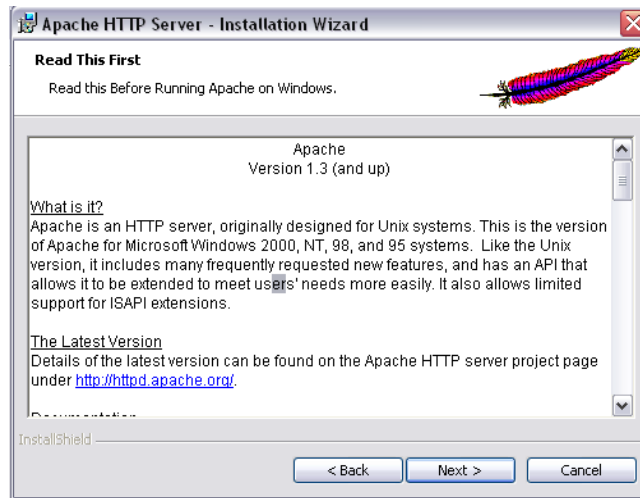 Apache HTTP Server - Installation Wizard
Read This First
Read this Before Running Apache on Windows.
Apache
Version 1.3 (and up)
What is it?
Apache is an HTTP server, originally designed for Unix systems. This is the version
of Apache for Microsoft Windows 2000, NT, 98, and 95 systems. Like the Unix
version, it includes many frequently requested new features, and has an API that
allows it to be extended to meet users' needs more easily. It also allows limited
support for ISAPI extensions.
The Latest Version
Details of the latest version can be found on the Apache HTTP server project page
under http://httpd.apache.org/.
Documentation
InstallShield
< Back
Next >
Cancel